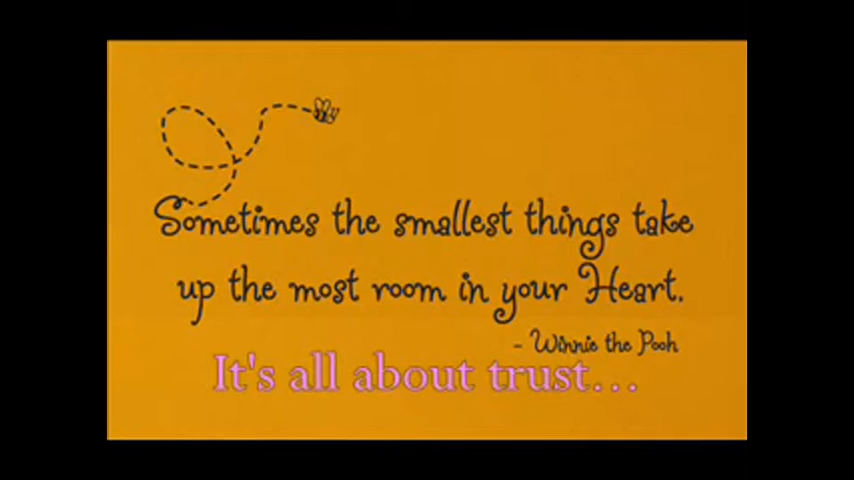 Sometimes the smallest things take
up the most room in your Heart.
- Winnie the Pooh
It's all about trust...